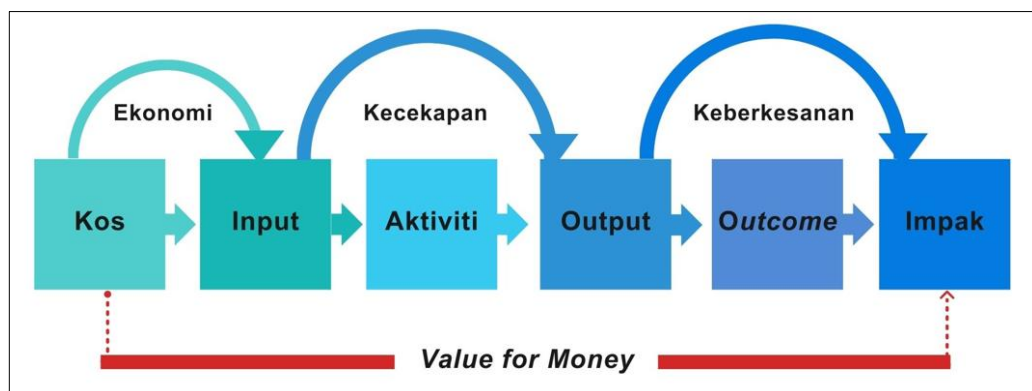 Ekonomi
Kecekapan
Keberkesanan
Kos
Input
Aktiviti
Output
Outcome
Impak
Value for Money